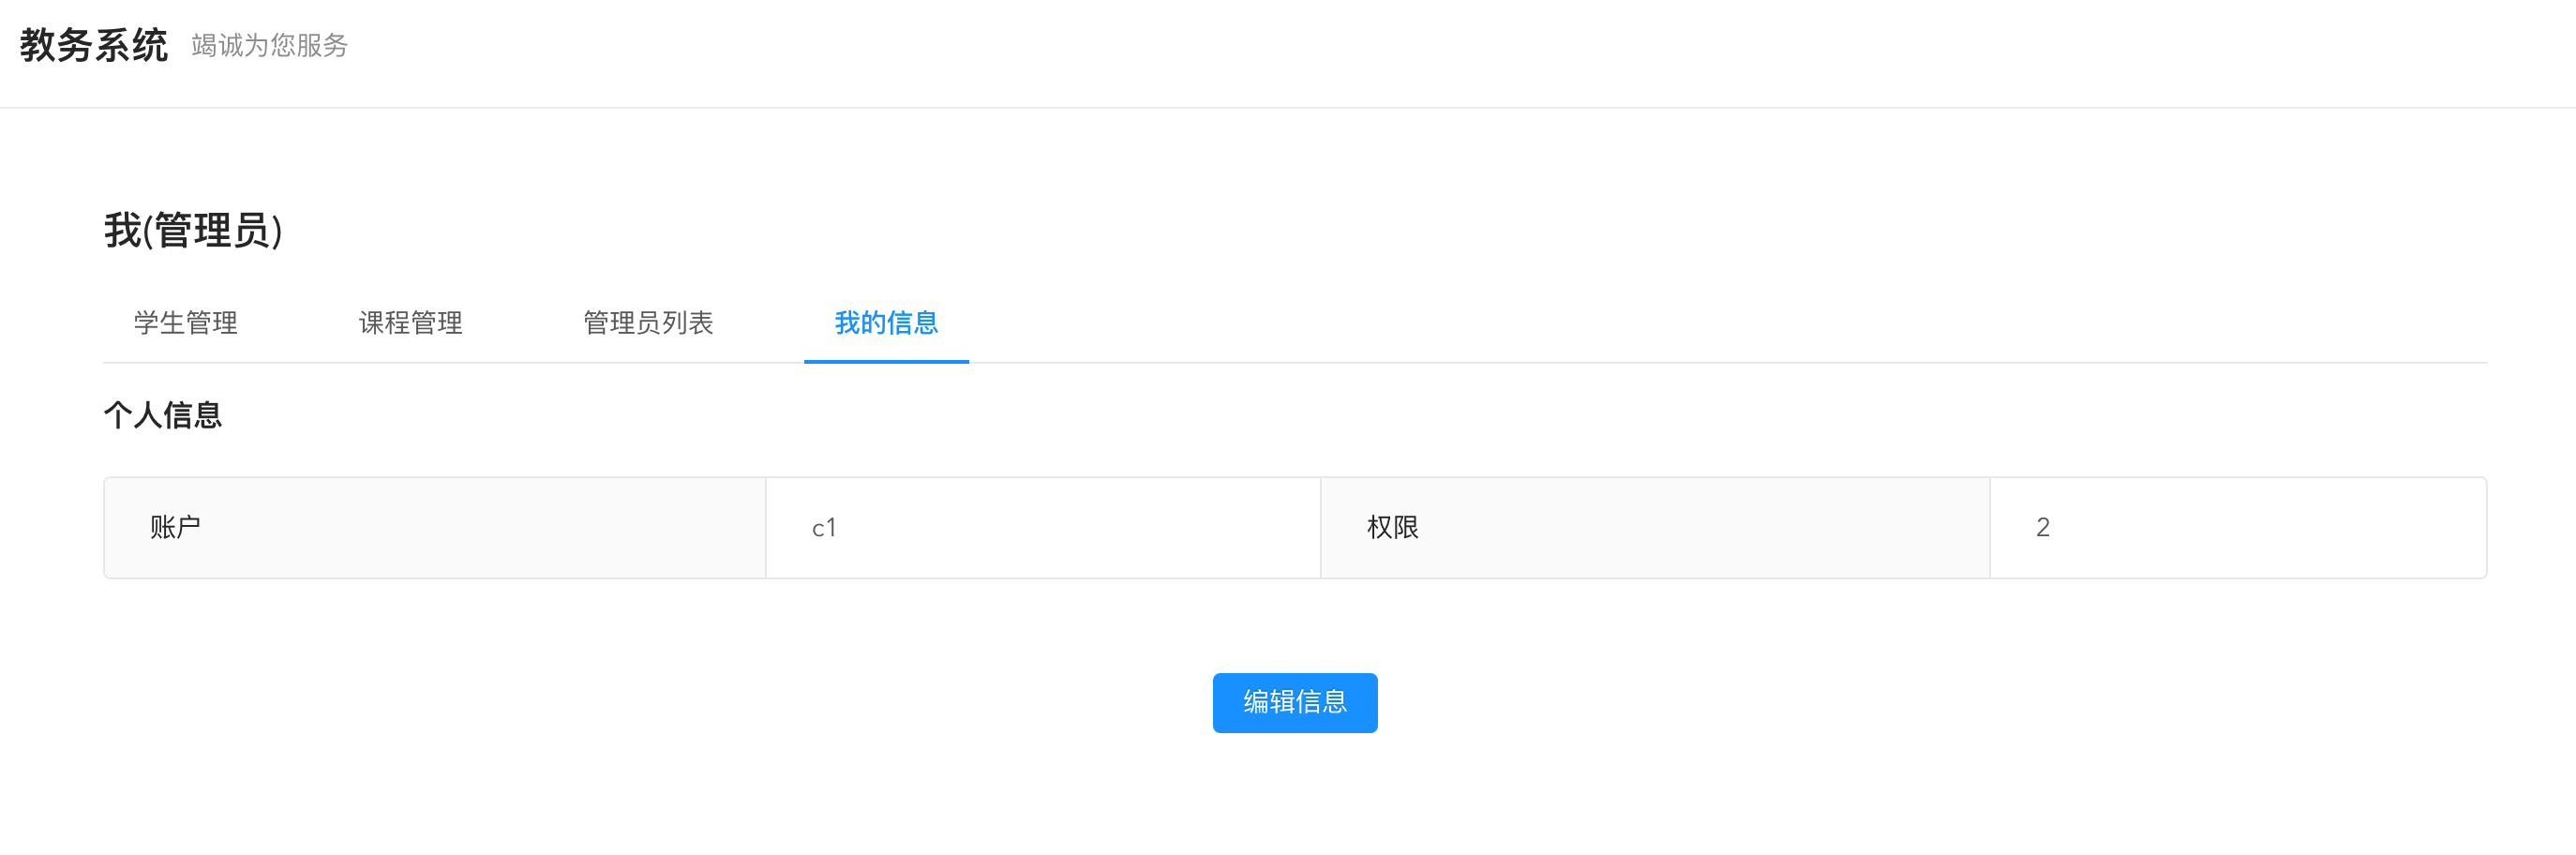 教务系统 竭诚为您服务
我(管理员)
学生管理 课程管理 管理员列表 我的信息
个人信息
账户 c1 权限 2
编辑信息